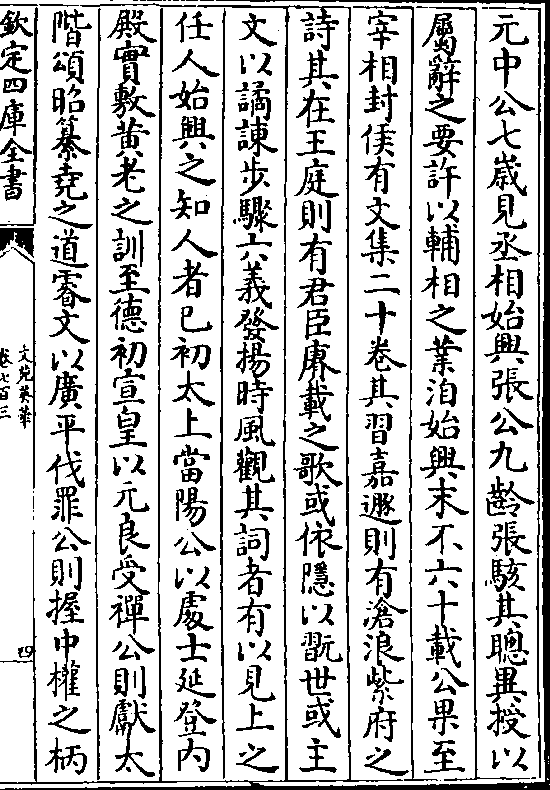 元中公七歳見丞相始興張公九齡張駭其聰異授以
屬辭之要許以輔相之業洎始興末不六十載公果至
宰相封侯有文集二十卷其習嘉遯則有滄浪紫府之
詩其在王庭則有君臣賡載之歌或依隱以翫世或主
文以譎諫步驟六義發揚時風觀其詞者有以見上之
任人始興之知人者已初太上當陽公以處士延登内
殿實敷黄老之訓至德初宣皇以元良受禪公則獻太
階頌昭纂堯之道睿文以廣平伐罪公則握中權之柄
欽定四庫全書
文苑英華
卷七百三
四